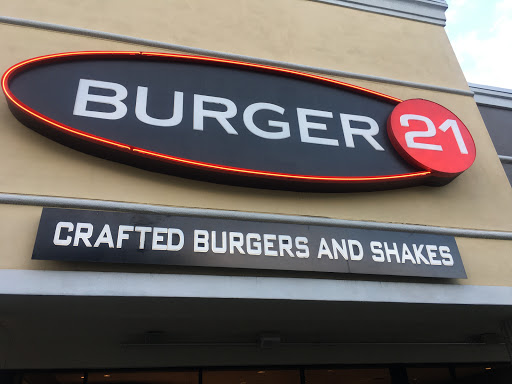 BURGER 21
CRAFTED BURGERS AND SHAKES